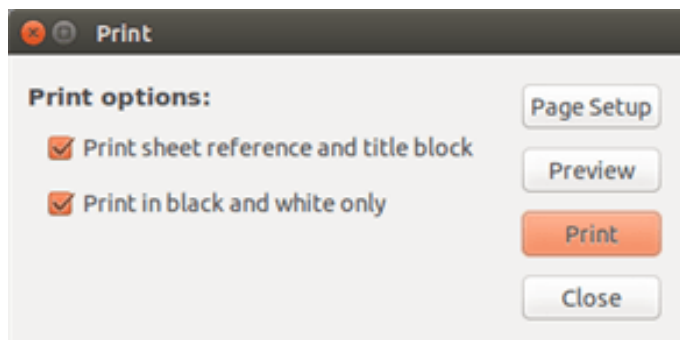 Print
Print options:
Print sheet reference and title block
Print in black and white only
Page Setup
Preview
Print
Close